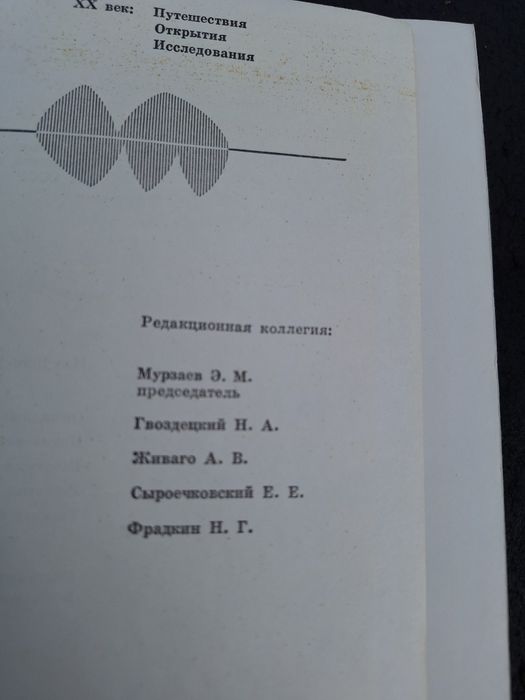 XX век: Путешествия
Открытия
Исследования
Редакционная коллегия:
Мурзаев Э. М.
председатель
Гвоздецкий Н. А.
Живаго А. В.
Сыроечковский Е. Е.
Фрадкин Н. Г.